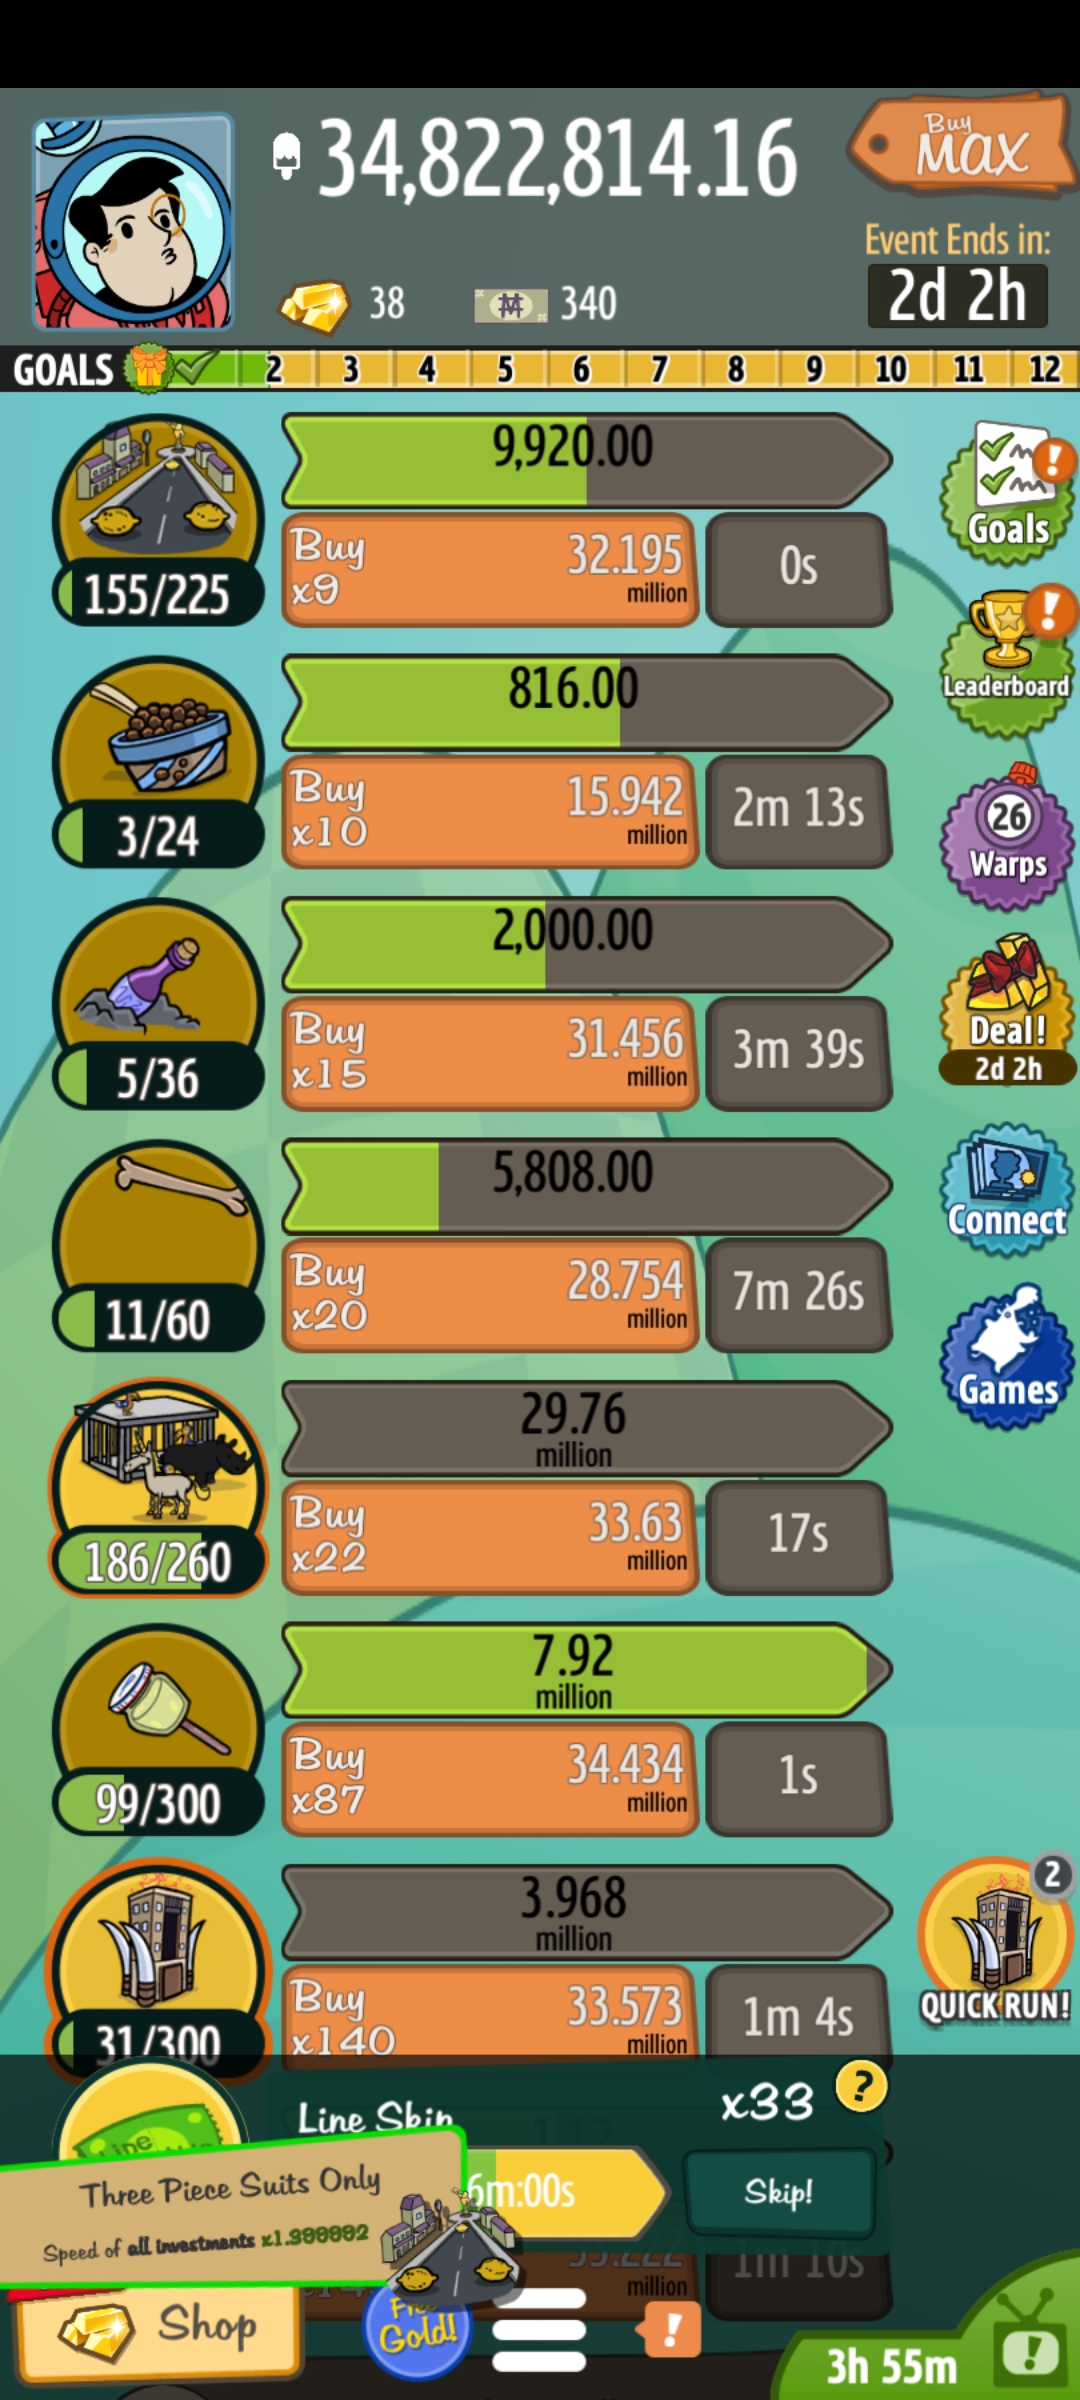 34,822,814.16
Buy
MAX
Event Ends in:
2d 2h
38
340
GOALS
2 3 4 5 6 7 8 9 10 11 12
9,920.00
Buy
x9
32.195
million
0s
155/225
Goals
816.00
Buy
x10
15.942
million
2m 13s
3/24
Leaderboard
26
Warps
2,000.00
Buy
x15
31.456
million
3m 39s
5/36
Deal!
2d 2h
5,808.00
Buy
x20
28.754
million
7m 26s
11/60
Connect
Games
29.76
million
Buy
x22
33.63
million
17s
186/260
7.92
million
Buy
x87
34.434
million
1s
99/300
3.968
million
Buy
x140
33.573
million
1m 4s
31/300
2
QUICK RUN!
Line Skip
x33
?
6m:00s
Skip!
Three Piece Suits Only
Speed of all investments x1.999992
million
1m 10s
Shop
Free
Gold!
!
3h 55m